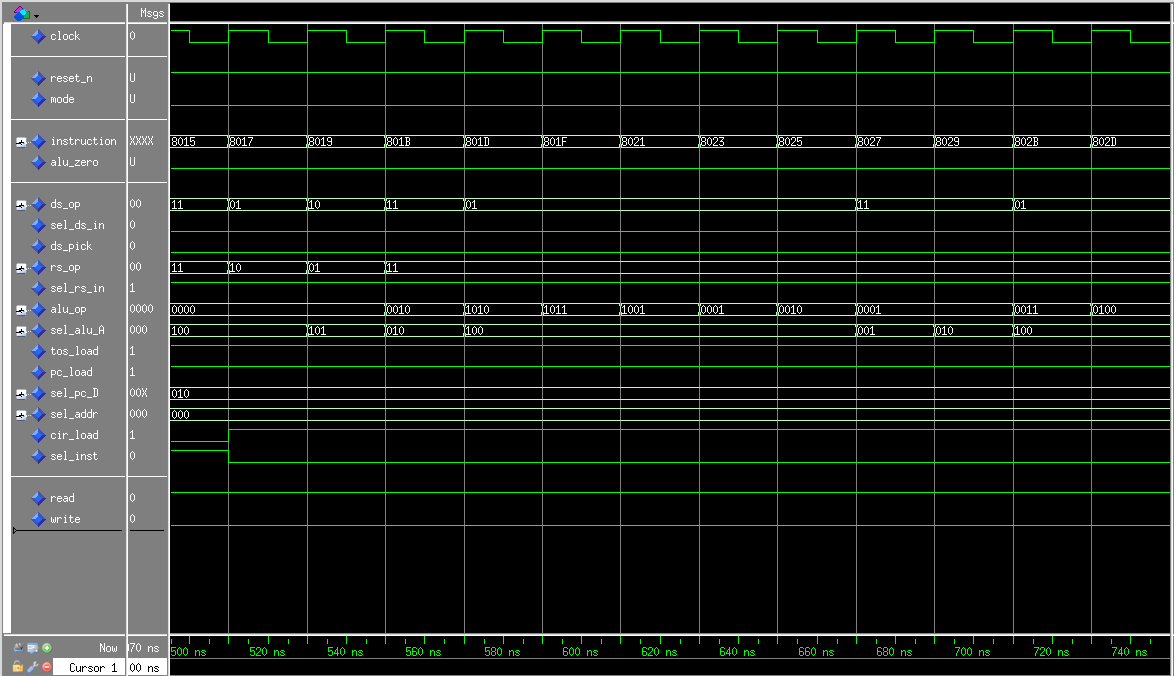 Msgs
clock 0
reset_n U
mode U
instruction XXXX 8015 8017 8019 801B 801D 801F 8021 8023 8025 8027 8029 802B 802D
alu_zero U
ds_op 00 11 01 10 11 01 11 01
sel_ds_in 0
ds_pick 0
rs_op 00 11 10 01 11
sel_rs_in 1
alu_op 0000 0000 0010 1010 1011 1001 0001 0010 0001 0011 0100
sel_alu_A 000 100 101 010 100 001 010 100
tos_load 1
pc_load 1
sel_pc_D 00X 010
sel_addr 000 000
cir_load 1
sel_inst 0
read 0
write 0
Now 70 ns 500 ns 520 ns 540 ns 560 ns 580 ns 600 ns 620 ns 640 ns 660 ns 680 ns 700 ns 720 ns 740 ns
Cursor 1 00 ns